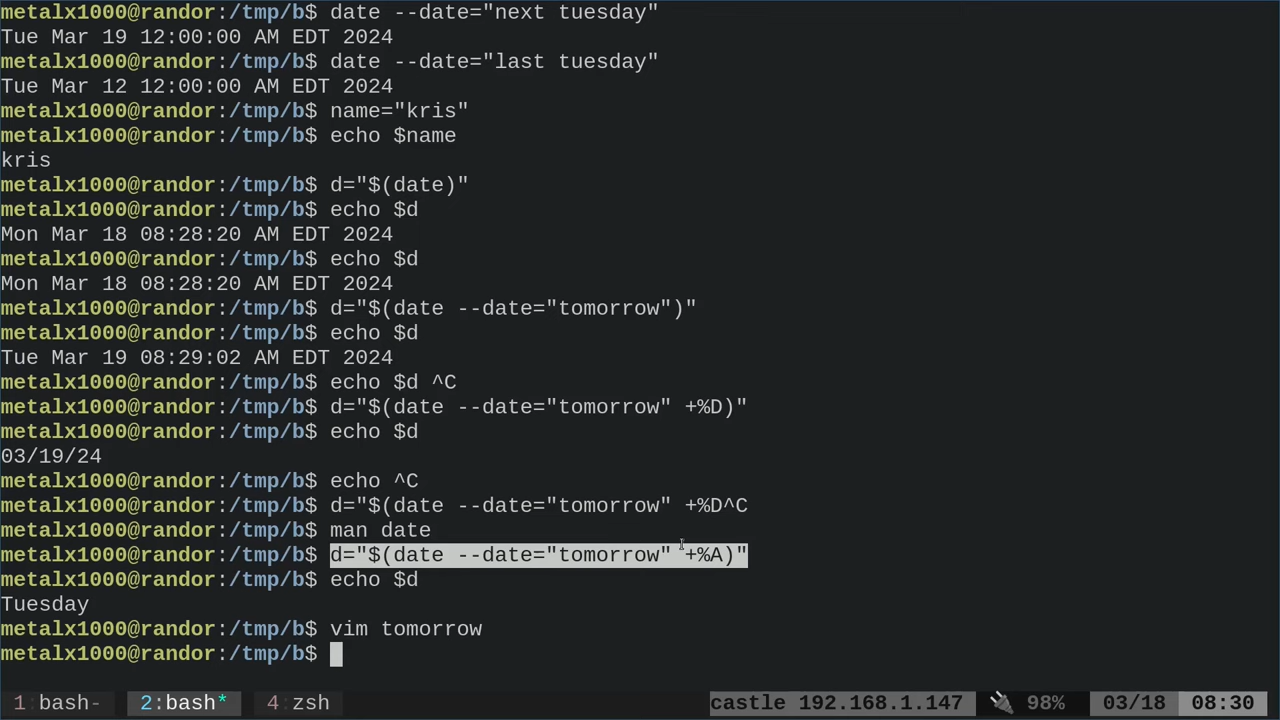 metalx1000@randor:/tmp/b$ date --date="next tuesday"
Tue Mar 19 12:00:00 AM EDT 2024
metalx1000@randor:/tmp/b$ date --date="last tuesday"
Tue Mar 12 12:00:00 AM EDT 2024
metalx1000@randor:/tmp/b$ name="kris"
metalx1000@randor:/tmp/b$ echo $name
kris
metalx1000@randor:/tmp/b$ d="$(date)"
metalx1000@randor:/tmp/b$ echo $d
Mon Mar 18 08:28:20 AM EDT 2024
metalx1000@randor:/tmp/b$ echo $d
Mon Mar 18 08:28:20 AM EDT 2024
metalx1000@randor:/tmp/b$ d="$(date --date="tomorrow")"
metalx1000@randor:/tmp/b$ echo $d
Tue Mar 19 08:29:02 AM EDT 2024
metalx1000@randor:/tmp/b$ echo $d ^C
metalx1000@randor:/tmp/b$ d="$(date --date="tomorrow" +%D)"
metalx1000@randor:/tmp/b$ echo $d
03/19/24
metalx1000@randor:/tmp/b$ echo ^C
metalx1000@randor:/tmp/b$ d="$(date --date="tomorrow" +%D^C
metalx1000@randor:/tmp/b$ man date
metalx1000@randor:/tmp/b$ d="$(date --date="tomorrow" +%A)"
metalx1000@randor:/tmp/b$ echo $d
Tuesday
metalx1000@randor:/tmp/b$ vim tomorrow
metalx1000@randor:/tmp/b$
1:bash- 2:bash* 4:zsh castle 192.168.1.147 98% 03/18 08:30